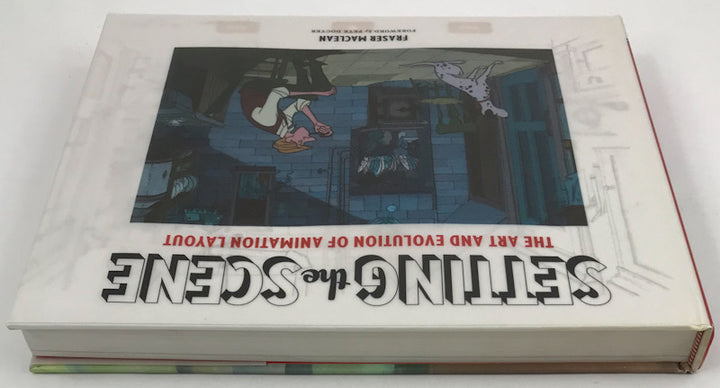 SETTING the SCENE
THE ART AND EVOLUTION OF ANIMATION LAYOUT
FRASER MACLEAN
FOREWORD by PETE DOCTER